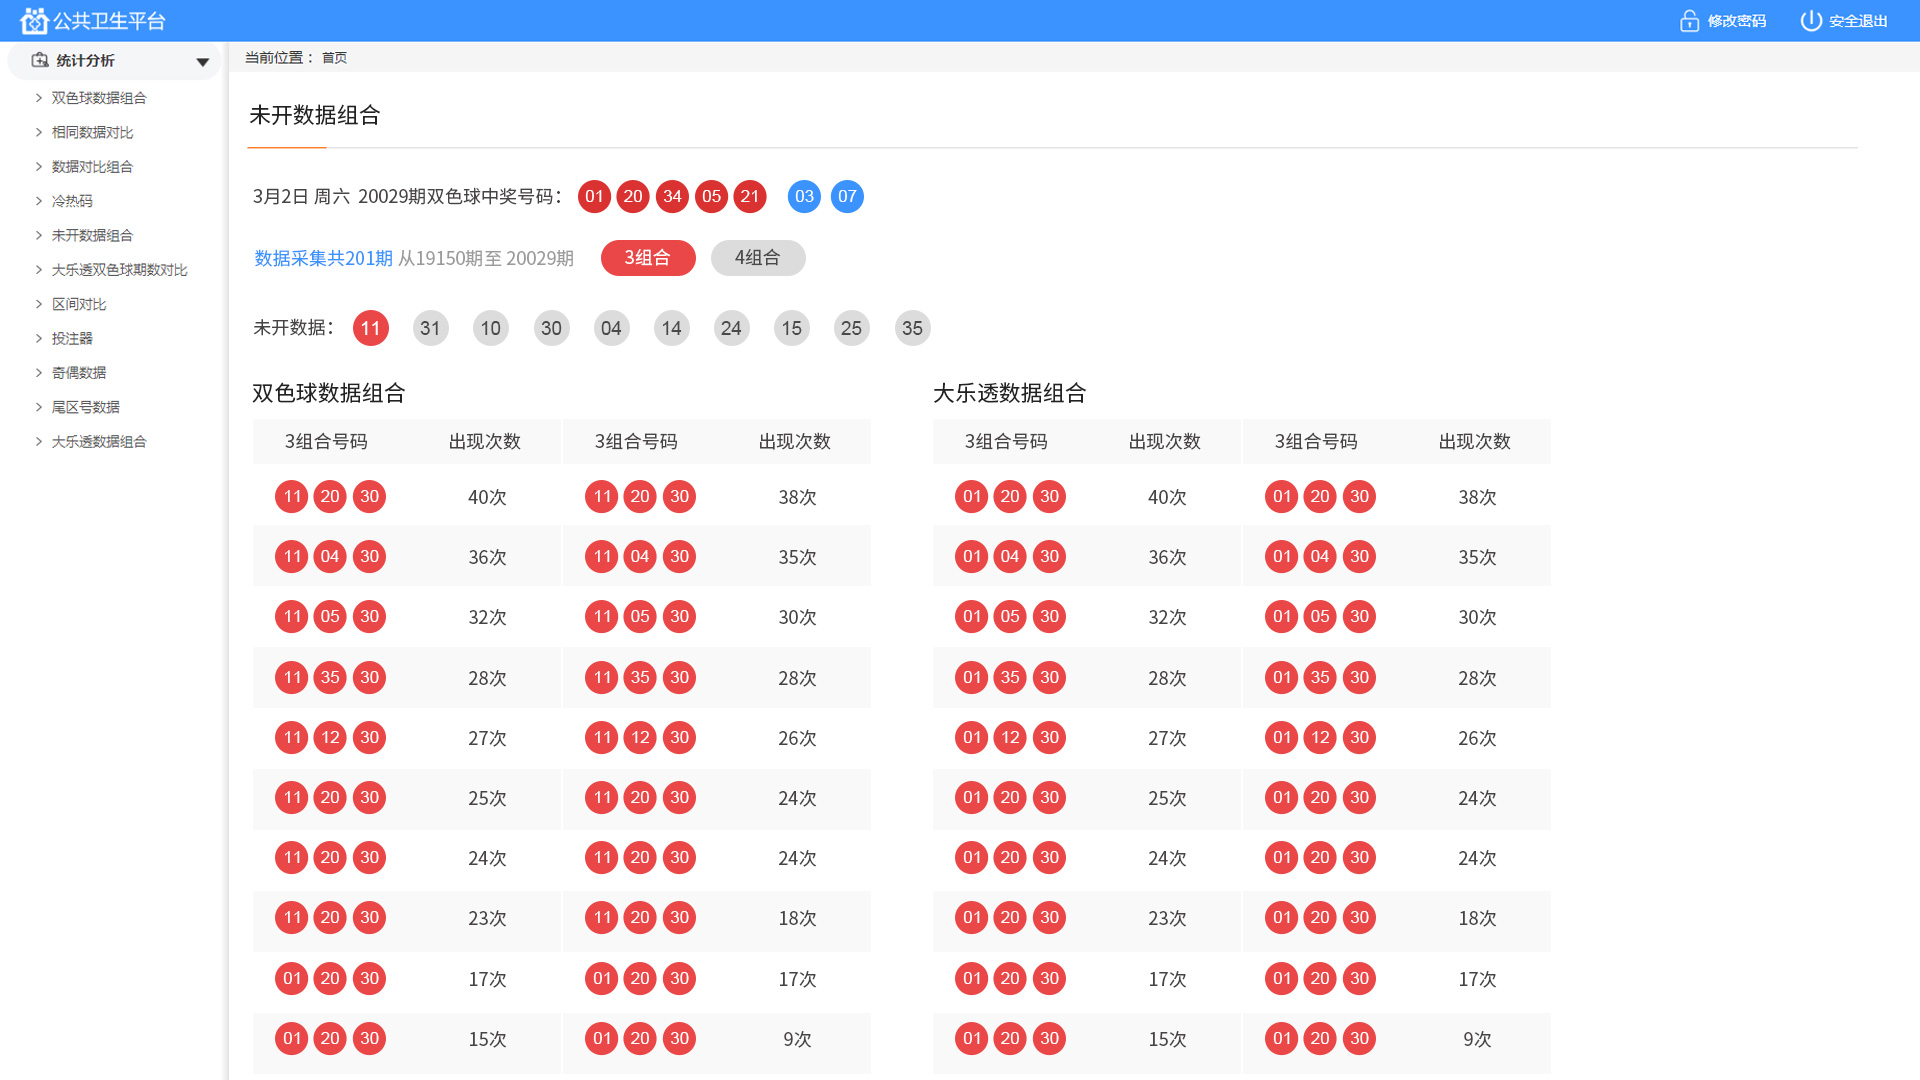 公共卫生平台 修改密码 安全退出
统计分析
双色球数据组合
相同数据对比
数据对比组合
冷热码
未开数据组合
大乐透双色球期数对比
区间对比
投注器
奇偶数据
尾区号数据
大乐透数据组合
当前位置： 首页
未开数据组合
3月2日 周六 20029期双色球中奖号码： 01 20 34 05 21 03 07
数据采集共201期 从19150期至 20029期 3组合 4组合
未开数据： 11 31 10 30 04 14 24 15 25 35
双色球数据组合 大乐透数据组合
3组合号码 出现次数 3组合号码 出现次数 3组合号码 出现次数 3组合号码 出现次数
11 20 30 40次 11 20 30 38次 01 20 30 40次 01 20 30 38次
11 04 30 36次 11 04 30 35次 01 04 30 36次 01 04 30 35次
11 05 30 32次 11 05 30 30次 01 05 30 32次 01 05 30 30次
11 35 30 28次 11 35 30 28次 01 35 30 28次 01 35 30 28次
11 12 30 27次 11 12 30 26次 01 12 30 27次 01 12 30 26次
11 20 30 25次 11 20 30 24次 01 20 30 25次 01 20 30 24次
11 20 30 24次 11 20 30 24次 01 20 30 24次 01 20 30 24次
11 20 30 23次 11 20 30 18次 01 20 30 23次 01 20 30 18次
01 20 30 17次 01 20 30 17次 01 20 30 17次 01 20 30 17次
01 20 30 15次 01 20 30 9次 01 20 30 15次 01 20 30 9次